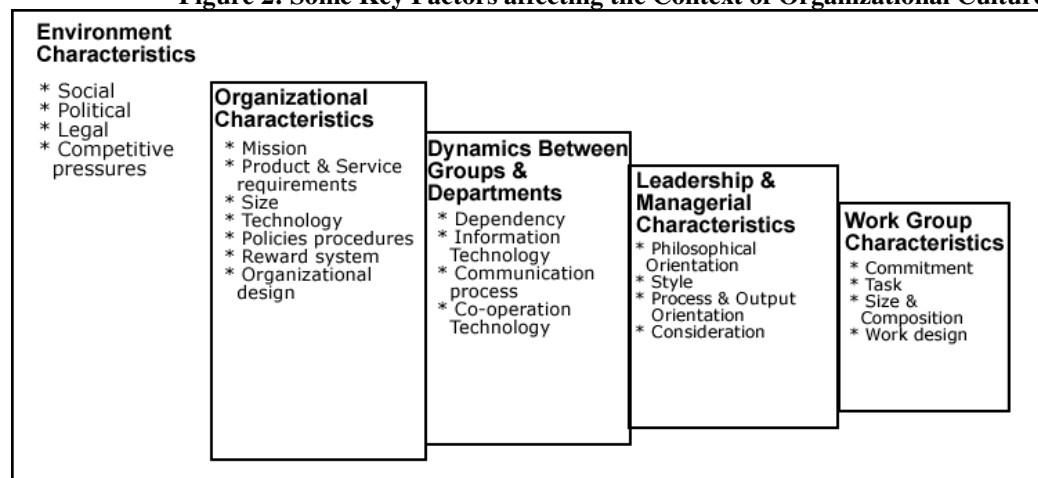 Figure 2: Some Key Factors affecting the Context of Organizational Culture
Environment
Characteristics
* Social
* Political
* Legal
* Competitive
pressures
Organizational
Characteristics
* Mission
* Product & Service
requirements
* Size
* Technology
* Policies procedures
* Reward system
* Organizational
design
Dynamics Between
Groups &
Departments
* Dependency
* Information
Technology
* Communication
process
* Co-operation
Technology
Leadership &
Managerial
Characteristics
* Philosophical
Orientation
* Style
* Process & Output
Orientation
* Consideration
Work Group
Characteristics
* Commitment
* Task
* Size &
Composition
* Work design